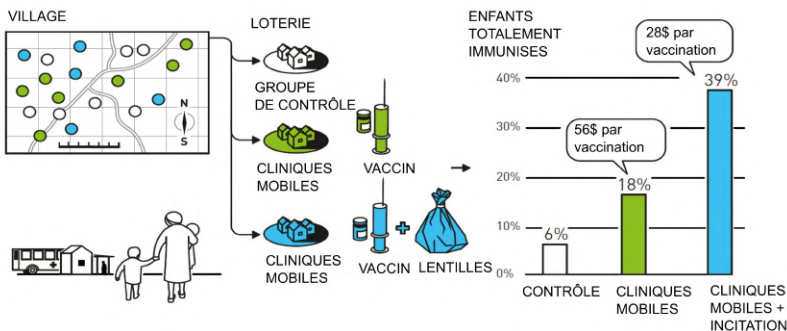 VILLAGE
N
S
LOTERIE
GROUPE
DE CONTRÔLE
CLINIQUES
MOBILES
VACCIN
CLINIQUES
MOBILES
VACCIN
+
LENTILLES
ENFANTS
TOTALEMENT
IMMUNISES
28$ par
vaccination
56$ par
vaccination
40%
30%
20%
10%
0%
6%
18%
39%
CONTRÔLE
CLINIQUES
MOBILES
CLINIQUES
MOBILES +
INCITATION